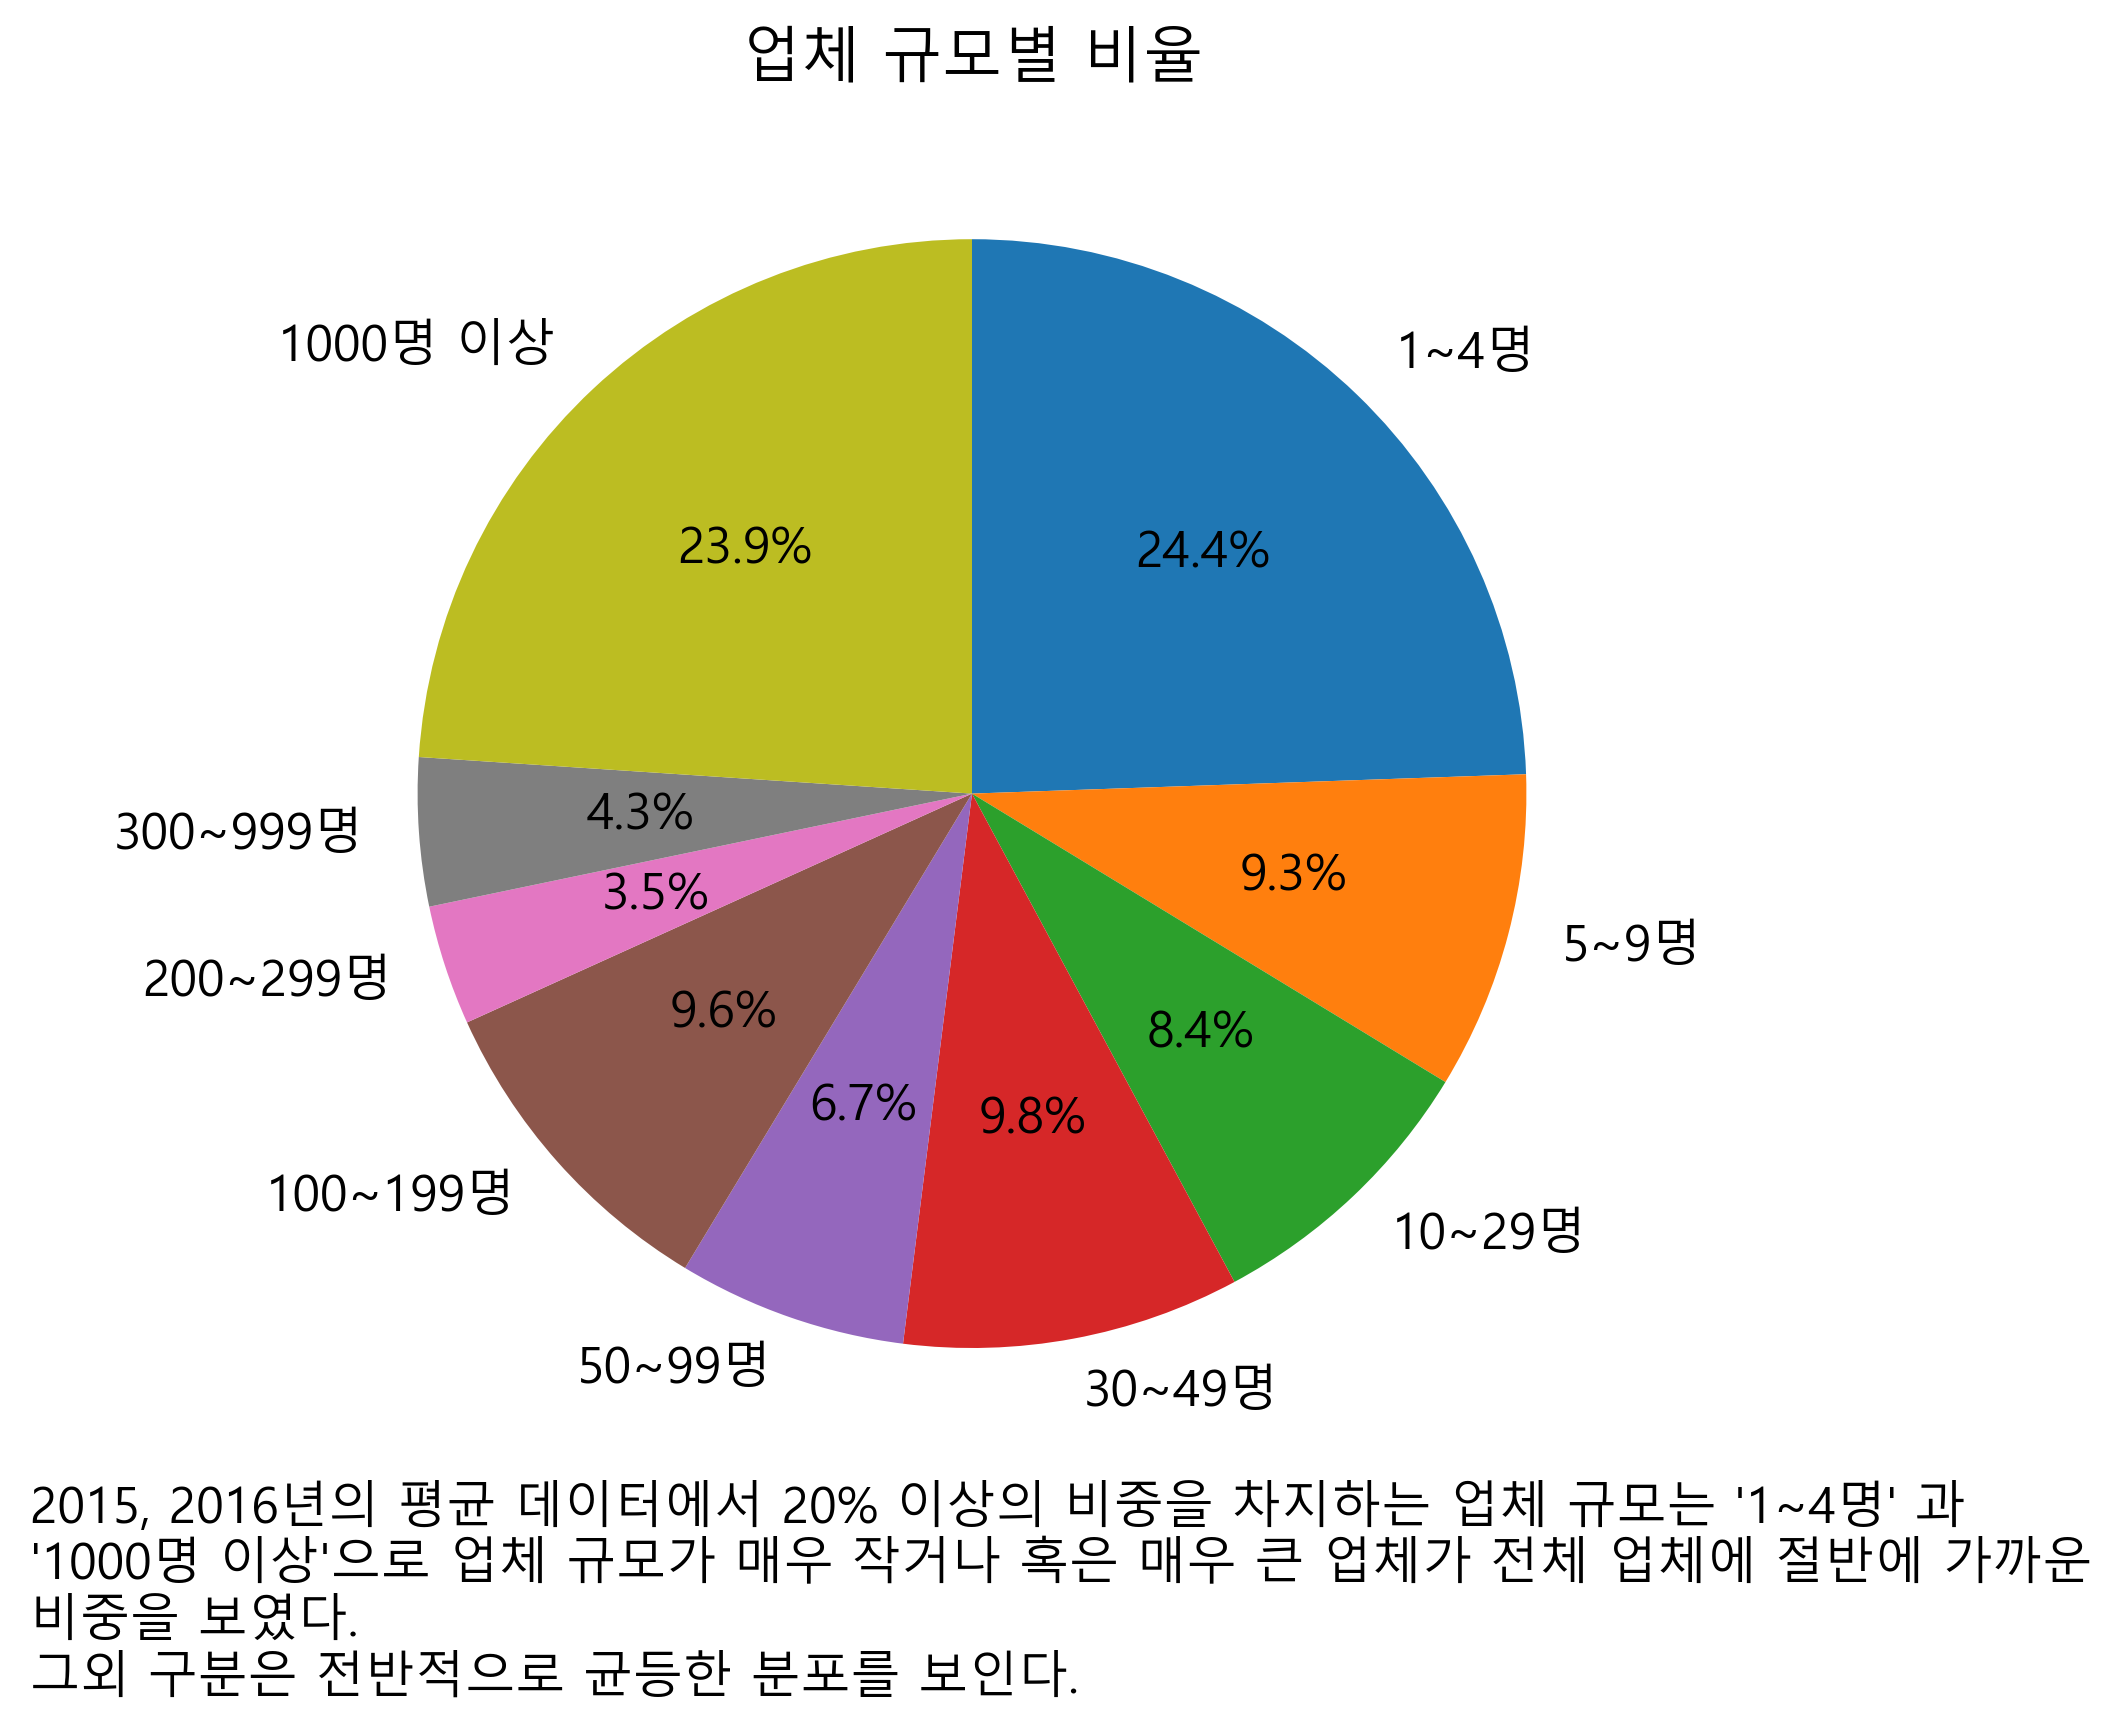 업체 규모별 비율
1000명 이상
1~4명
23.9%
24.4%
300~999명
4.3%
9.3%
3.5%
5~9명
200~299명
9.6%
8.4%
6.7%
9.8%
100~199명
10~29명
50~99명
30~49명
2015, 2016년의 평균 데이터에서 20% 이상의 비중을 차지하는 업체 규모는 '1~4명' 과
'1000명 이상'으로 업체 규모가 매우 작거나 혹은 매우 큰 업체가 전체 업체에 절반에 가까운
비중을 보였다.
그외 구분은 전반적으로 균등한 분포를 보인다.